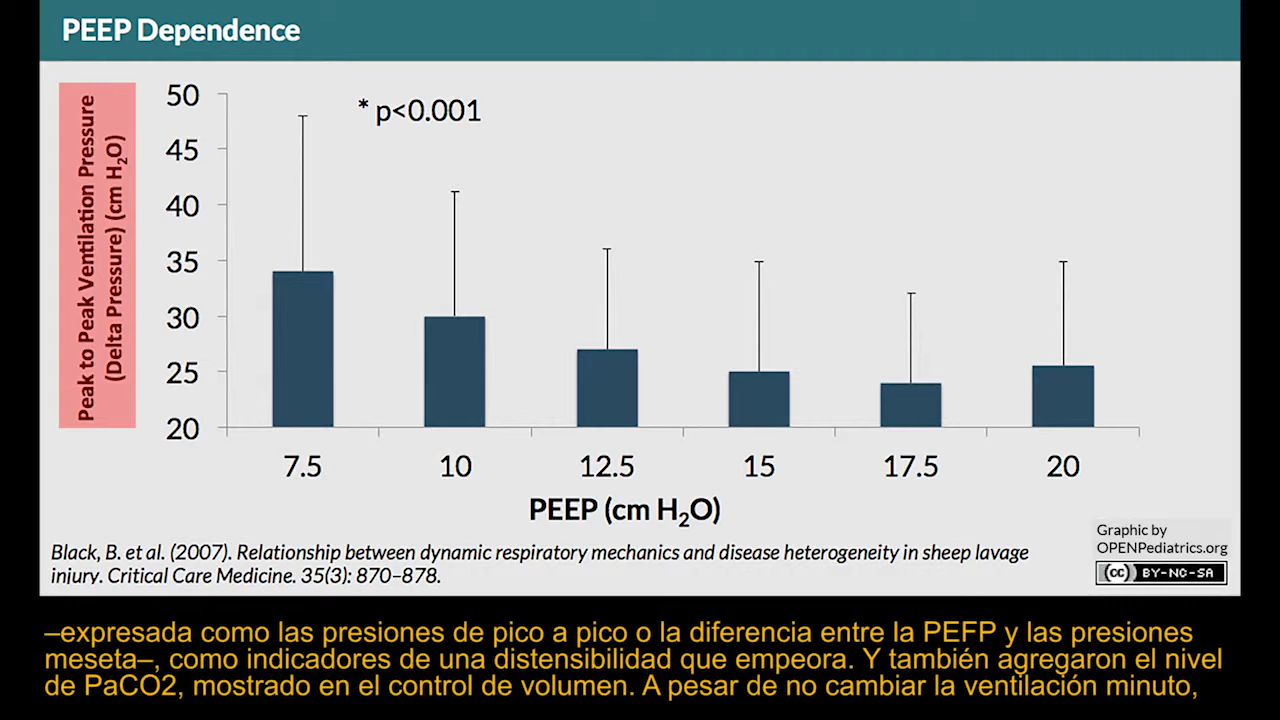 PEEP Dependence
Peak to Peak Ventilation Pressure
(Delta Pressure) (cm H₂O)
50
45
40
35
30
25
20
* p<0.001
7.5 10 12.5 15 17.5 20
PEEP (cm H₂O)
Black, B. et al. (2007). Relationship between dynamic respiratory mechanics and disease heterogeneity in sheep lavage
injury. Critical Care Medicine. 35(3): 870–878.
Graphic by
OPENPediatrics.org
cc BY-NC-SA
–expresada como las presiones de pico a pico o la diferencia entre la PEFP y las presiones
meseta–, como indicadores de una distensibilidad que empeora. Y también agregaron el nivel
de PaCO2, mostrado en el control de volumen. A pesar de no cambiar la ventilación minuto,